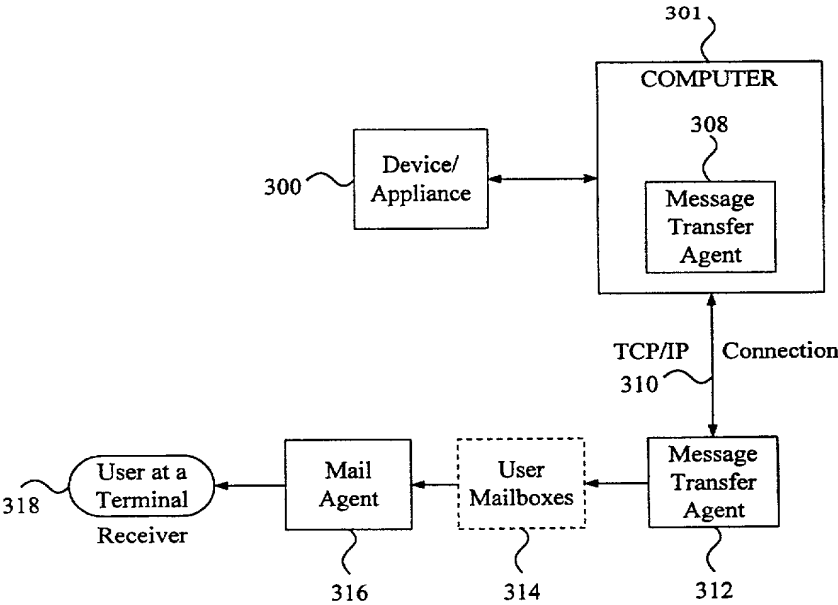 301
COMPUTER
308
Message
Transfer
Agent
300
Device/
Appliance
TCP/IP Connection
310
318
User at a
Terminal
Receiver
Mail
Agent
316
User
Mailboxes
314
Message
Transfer
Agent
312